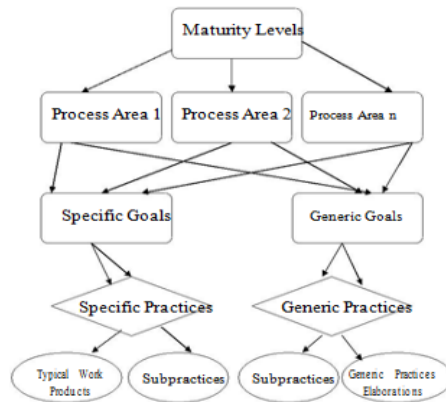 Maturity Levels
Process Area 1
Process Area 2
Process Area n
Specific Goals
Generic Goals
Specific Practices
Generic Practices
Typical Work
Products
Subpractices
Subpractices
Generic Practices
Elaborations